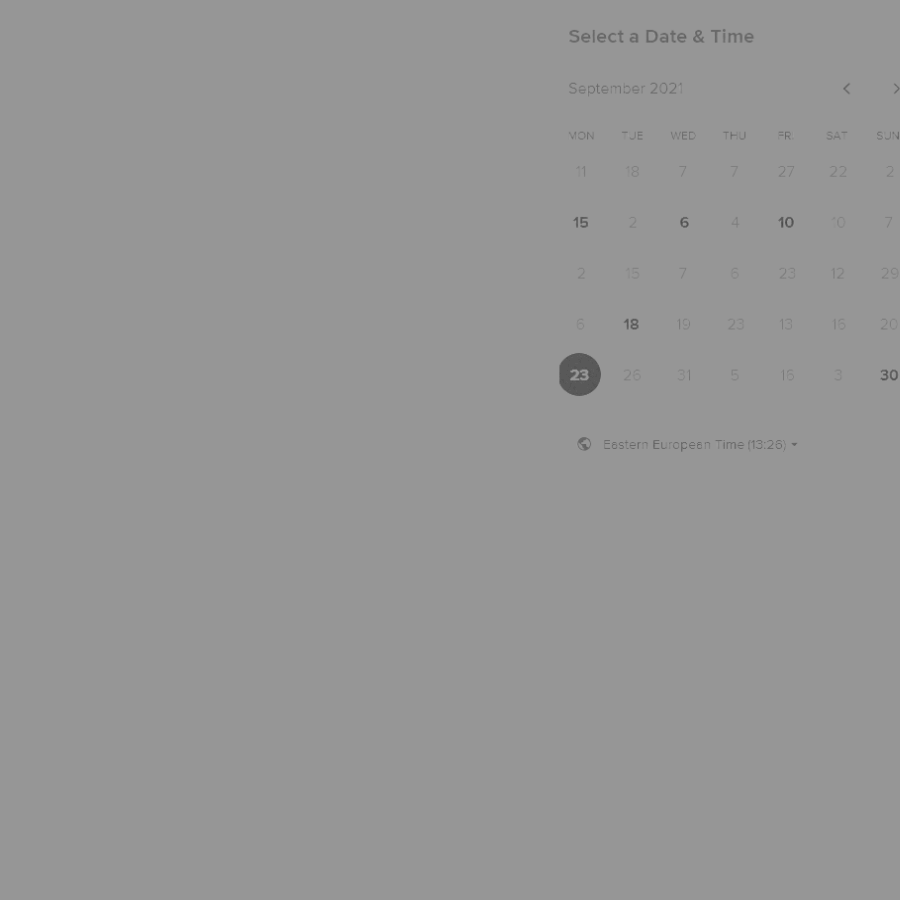 Select a Date & Time
September 2021
MON TUE WED THU FRI SAT SUN
11 18 7 7 27 22 2
15 2 6 4 10 10 7
2 15 7 6 23 12 29
6 18 19 23 13 16 20
23 26 31 5 16 3 30
Eastern European Time (13:26)